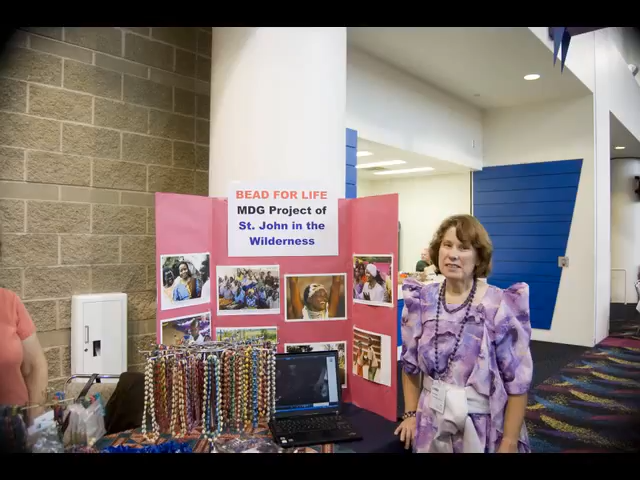 BEAD FOR LIFE
MDG Project of
St. John in the
Wilderness